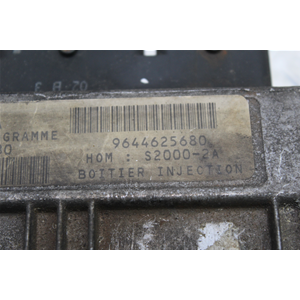 GRAMME
9644625680
HOM : S2000-2A
BOITIER INJECTION